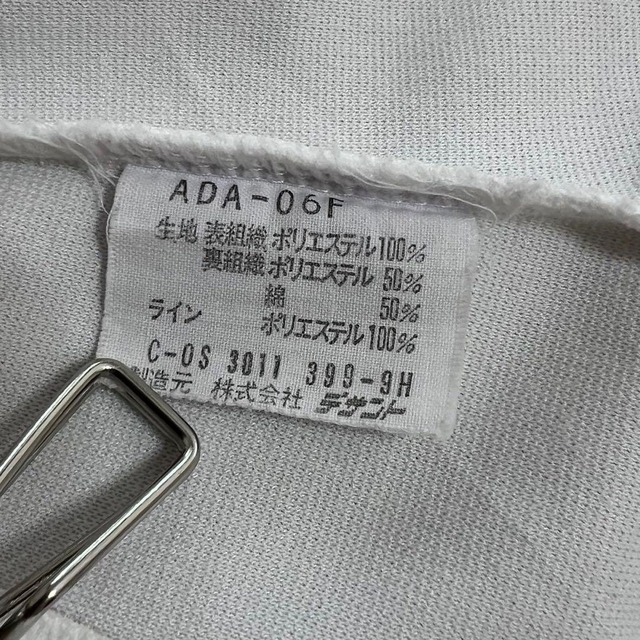 ADA-06F
生地 表組織 ポリエステル100%
裏組織 ポリエステル 50%
綿 50%
ライン ポリエステル100%
C-OS 3011 399-9H
製造元 株式会社 デサント